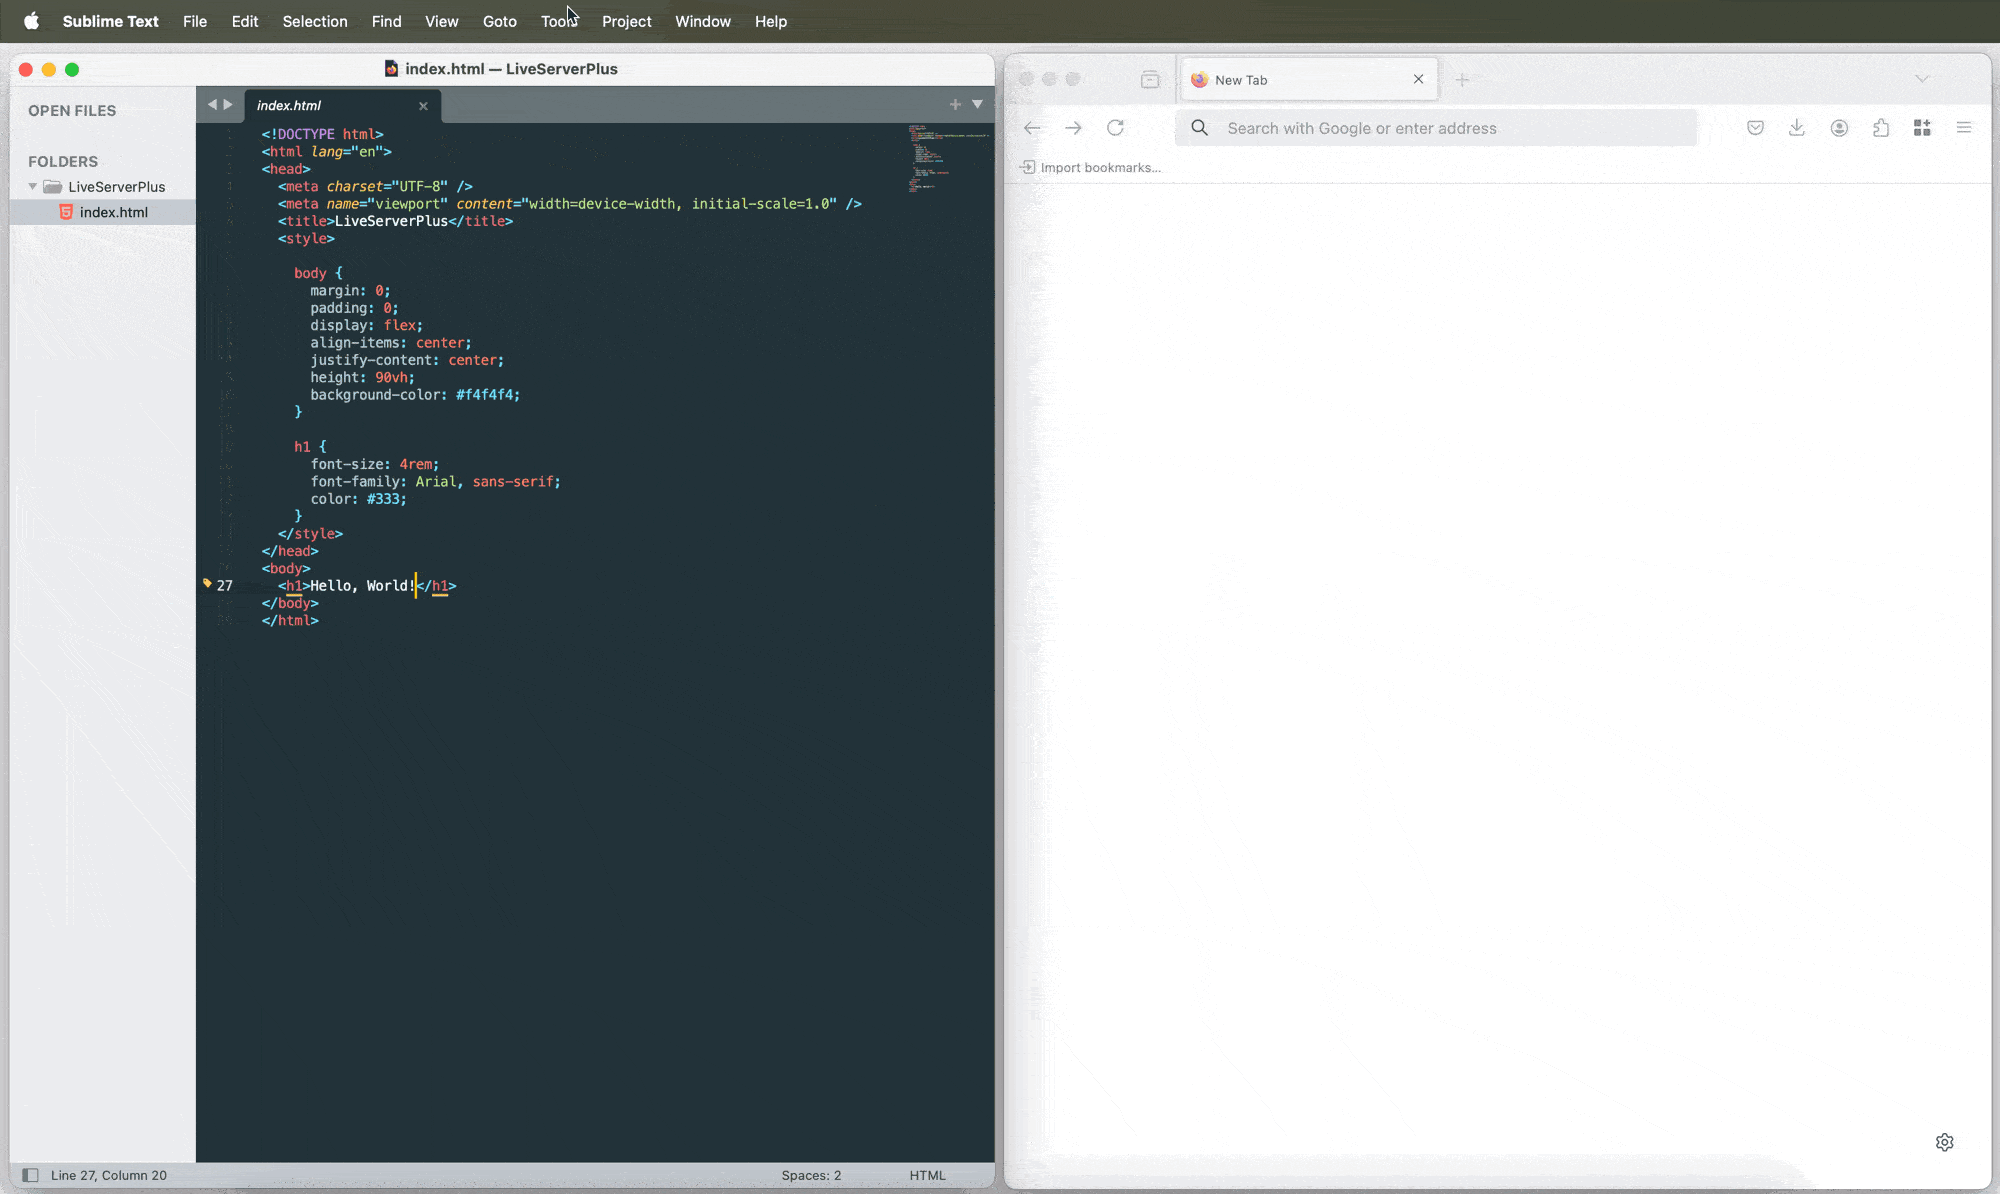 Sublime Text File Edit Selection Find View Goto Tools Project Window Help
index.html — LiveServerPlus
OPEN FILES
FOLDERS
LiveServerPlus
index.html
index.html
<!DOCTYPE html>
<html lang="en">
<head>
  <meta charset="UTF-8" />
  <meta name="viewport" content="width=device-width, initial-scale=1.0" />
  <title>LiveServerPlus</title>
  <style>
    body {
      margin: 0;
      padding: 0;
      display: flex;
      align-items: center;
      justify-content: center;
      height: 90vh;
      background-color: #f4f4f4;
    }
    h1 {
      font-size: 4rem;
      font-family: Arial, sans-serif;
      color: #333;
    }
  </style>
</head>
<body>
27   <h1>Hello, World!</h1>
</body>
</html>
Line 27, Column 20 Spaces: 2 HTML
New Tab
Search with Google or enter address
Import bookmarks...